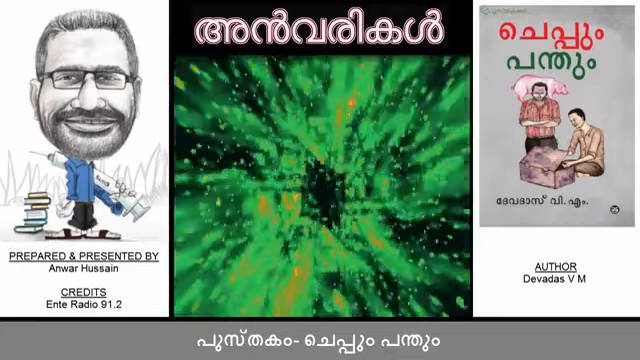 അൻവരികൾ
PREPARED & PRESENTED BY
Anwar Hussain
CREDITS
Ente Radio 91.2
ചെപ്പും
പന്തും
ദേവദാസ് വി.എം.
AUTHOR
Devadas V M
പുസ്തകം- ചെപ്പും പന്തും